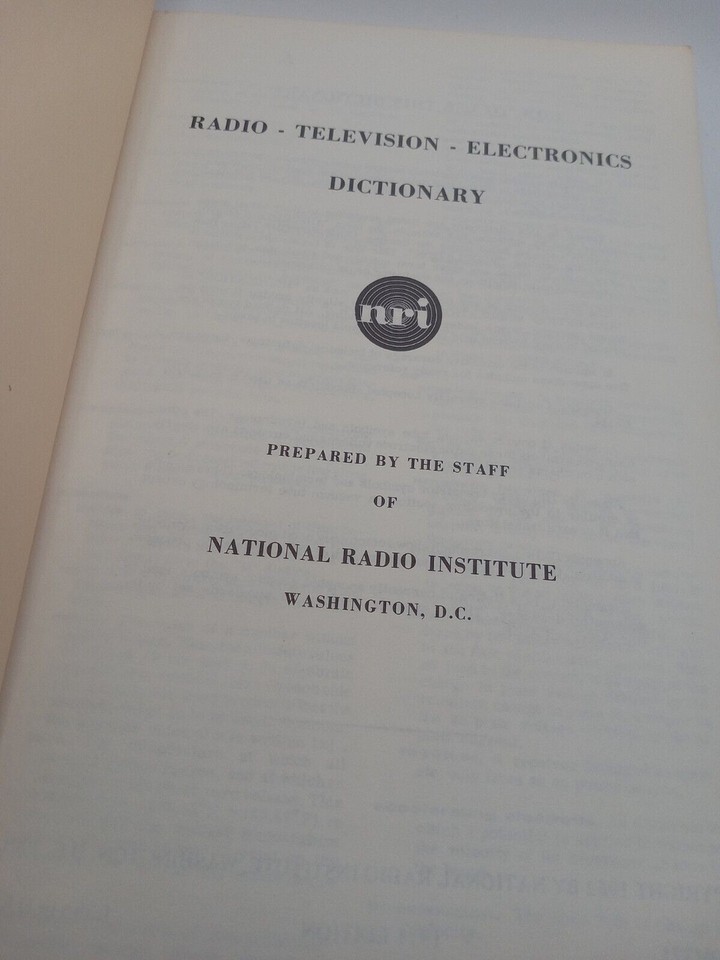 RADIO - TELEVISION - ELECTRONICS
DICTIONARY
nri
PREPARED BY THE STAFF
OF
NATIONAL RADIO INSTITUTE
WASHINGTON, D.C.